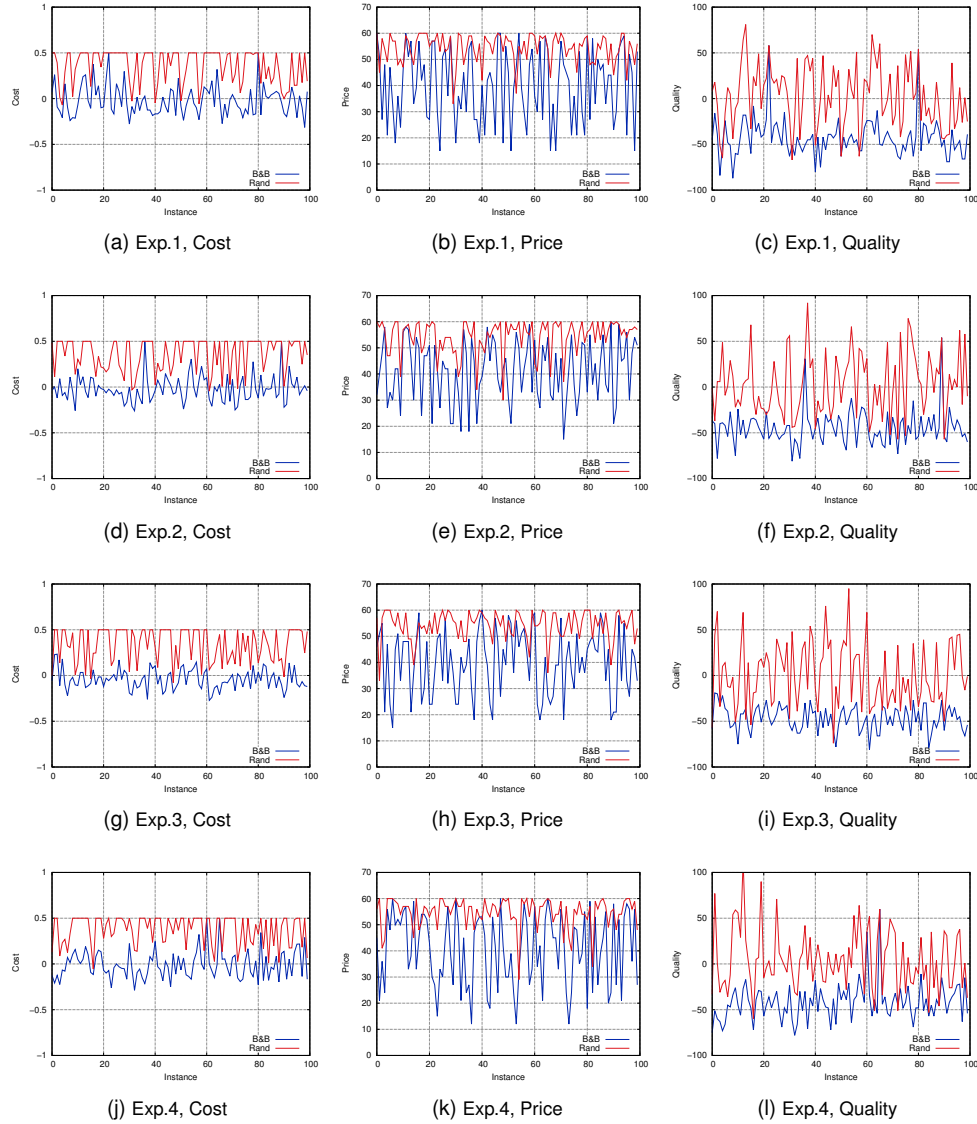 1
0.5
0
−0.5
−1
0 20 40 60 80 100
Cost
Instance
B&B
Rand
(a) Exp.1, Cost
70
60
50
40
30
20
10
0
0 20 40 60 80 100
Price
Instance
B&B
Rand
(b) Exp.1, Price
100
50
0
−50
−100
0 20 40 60 80 100
Quality
Instance
B&B
Rand
(c) Exp.1, Quality
1
0.5
0
−0.5
−1
0 20 40 60 80 100
Cost
Instance
B&B
Rand
(d) Exp.2, Cost
70
60
50
40
30
20
10
0
0 20 40 60 80 100
Price
Instance
B&B
Rand
(e) Exp.2, Price
100
50
0
−50
−100
0 20 40 60 80 100
Quality
Instance
B&B
Rand
(f) Exp.2, Quality
1
0.5
0
−0.5
−1
0 20 40 60 80 100
Cost
Instance
B&B
Rand
(g) Exp.3, Cost
70
60
50
40
30
20
10
0
0 20 40 60 80 100
Price
Instance
B&B
Rand
(h) Exp.3, Price
100
50
0
−50
−100
0 20 40 60 80 100
Quality
Instance
B&B
Rand
(i) Exp.3, Quality
1
0.5
0
−0.5
−1
0 20 40 60 80 100
Cost
Instance
B&B
Rand
(j) Exp.4, Cost
70
60
50
40
30
20
10
0
0 20 40 60 80 100
Price
Instance
B&B
Rand
(k) Exp.4, Price
100
50
0
−50
−100
0 20 40 60 80 100
Quality
Instance
B&B
Rand
(l) Exp.4, Quality